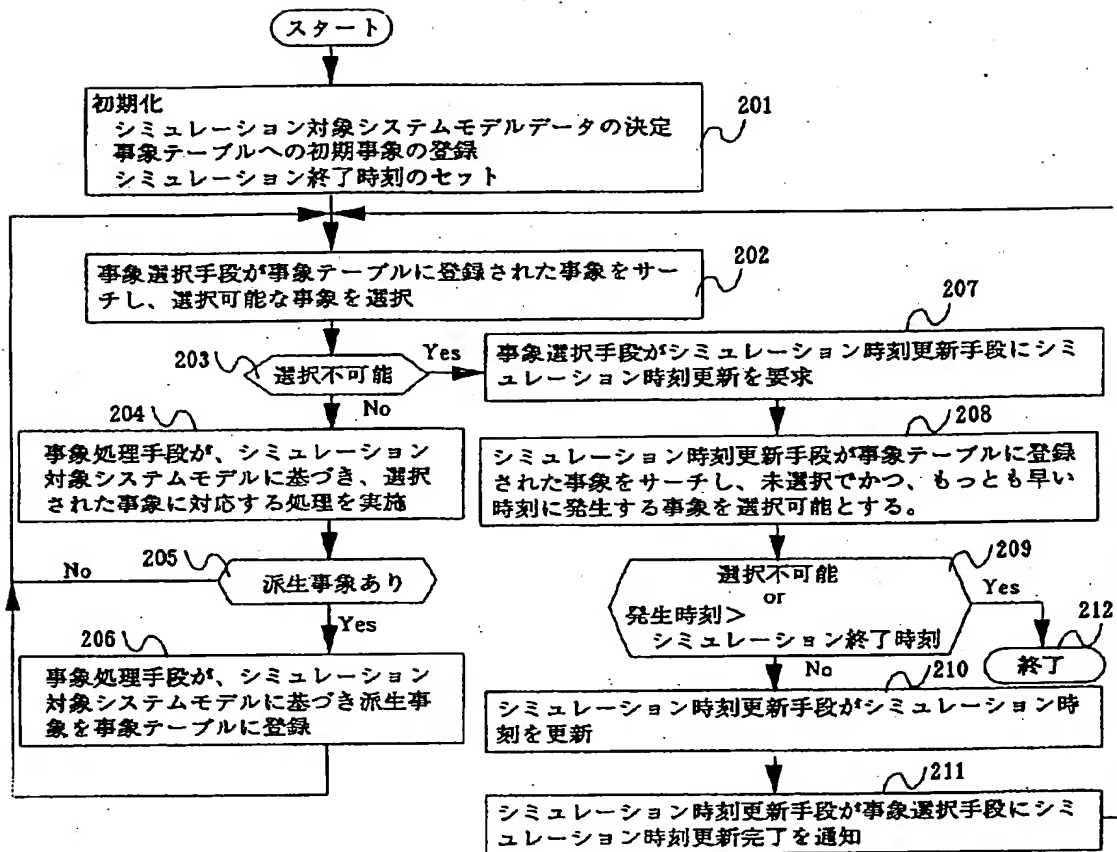 スタート
初期化
シミュレーション対象システムモデルデータの決定
事象テーブルへの初期事象の登録
シミュレーション終了時刻のセット
201
事象選択手段が事象テーブルに登録された事象をサー
チし、選択可能な事象を選択
202
203
選択不可能
Yes
No
207
事象選択手段がシミュレーション時刻更新手段にシミ
ュレーション時刻更新を要求
204
事象処理手段が、シミュレーション
対象システムモデルに基づき、選択
された事象に対応する処理を実施
208
シミュレーション時刻更新手段が事象テーブルに登録
された事象をサーチし、未選択でかつ、もっとも早い
時刻に発生する事象を選択可能とする。
205
派生事象あり
No
Yes
209
選択不可能
or
発生時刻>
シミュレーション終了時刻
Yes
No
212
終了
206
事象処理手段が、シミュレーション
対象システムモデルに基づき派生事
象を事象テーブルに登録
210
シミュレーション時刻更新手段がシミュレーション時
刻を更新
211
シミュレーション時刻更新手段が事象選択手段にシミ
ュレーション時刻更新完了を通知